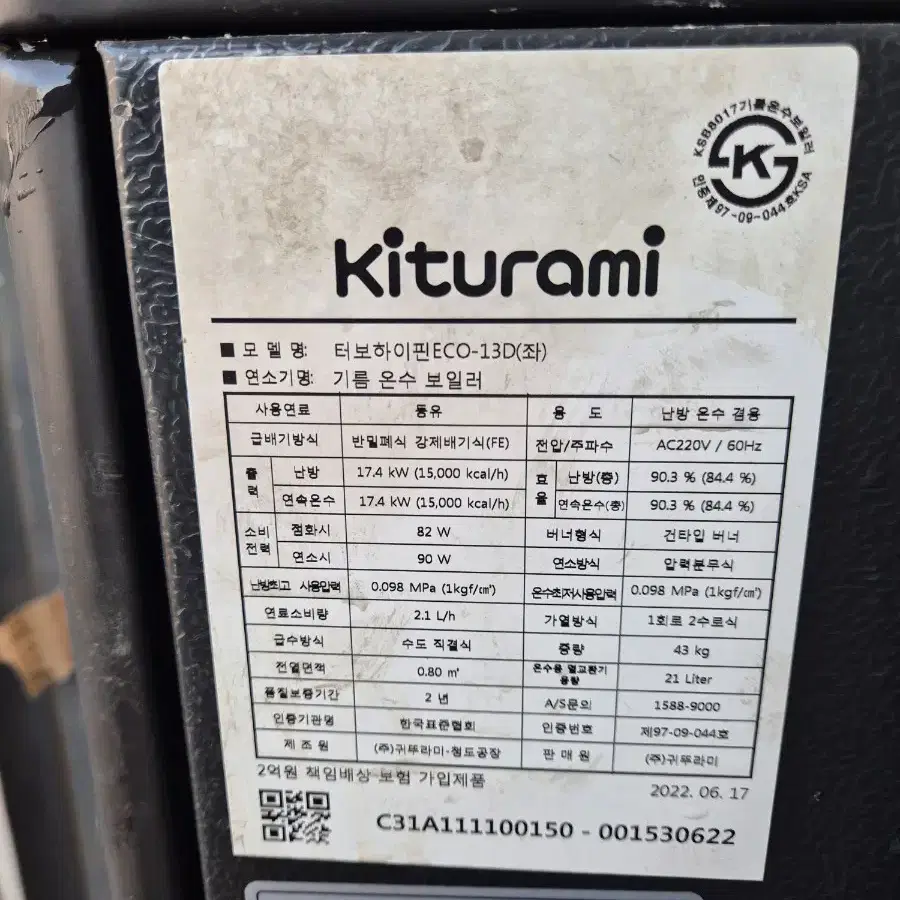 KSB8017기름온수보일러
K
인증제97-09-044호KSA
Kiturami
■ 모 델 명: 터보하이핀ECO-13D(좌)
■ 연소기명: 기름 온수 보일러
사용연료 등유 용 도 난방 온수 겸용
급배기방식 반밀폐식 강제배기식(FE) 전압/주파수 AC220V / 60Hz
출력 난방 17.4 kW (15,000 kcal/h) 효율 난방(총) 90.3 % (84.4 %)
연속온수 17.4 kW (15,000 kcal/h) 연속온수(총) 90.3 % (84.4 %)
소비전력 점화시 82 W 버너형식 건타입 버너
연소시 90 W 연소방식 압력분무식
난방최고 사용압력 0.098 MPa (1kgf/㎠) 온수최저사용압력 0.098 MPa (1kgf/㎠)
연료소비량 2.1 L/h 가열방식 1회로 2수로식
급수방식 수도 직결식 중량 43 kg
전열면적 0.80 ㎡ 온수용 열교환기 용량 21 Liter
품질보증기간 2 년 A/S문의 1588-9000
인증기관명 한국표준협회 인증번호 제97-09-044호
제 조 원 (주)귀뚜라미·청도공장 판 매 원 (주)귀뚜라미
2억원 책임배상 보험 가입제품
2022. 06. 17
C31A111100150 - 001530622